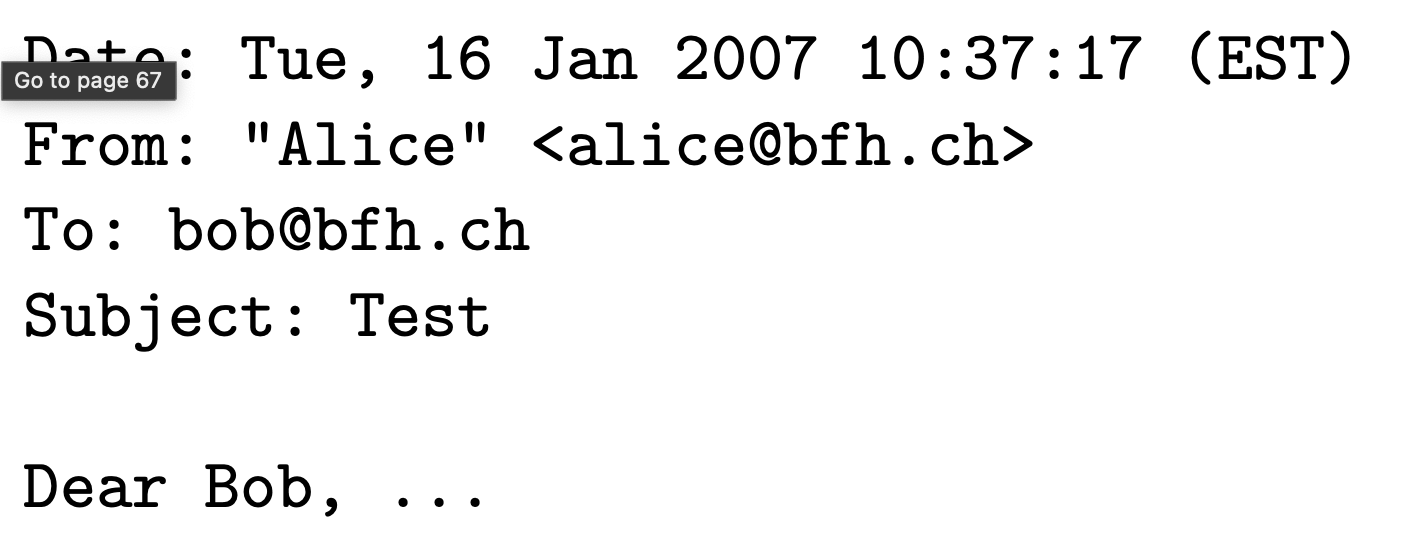 Date: Tue, 16 Jan 2007 10:37:17 (EST)
Go to page 67
From: "Alice" <alice@bfh.ch>
To: bob@bfh.ch
Subject: Test
Dear Bob, ...